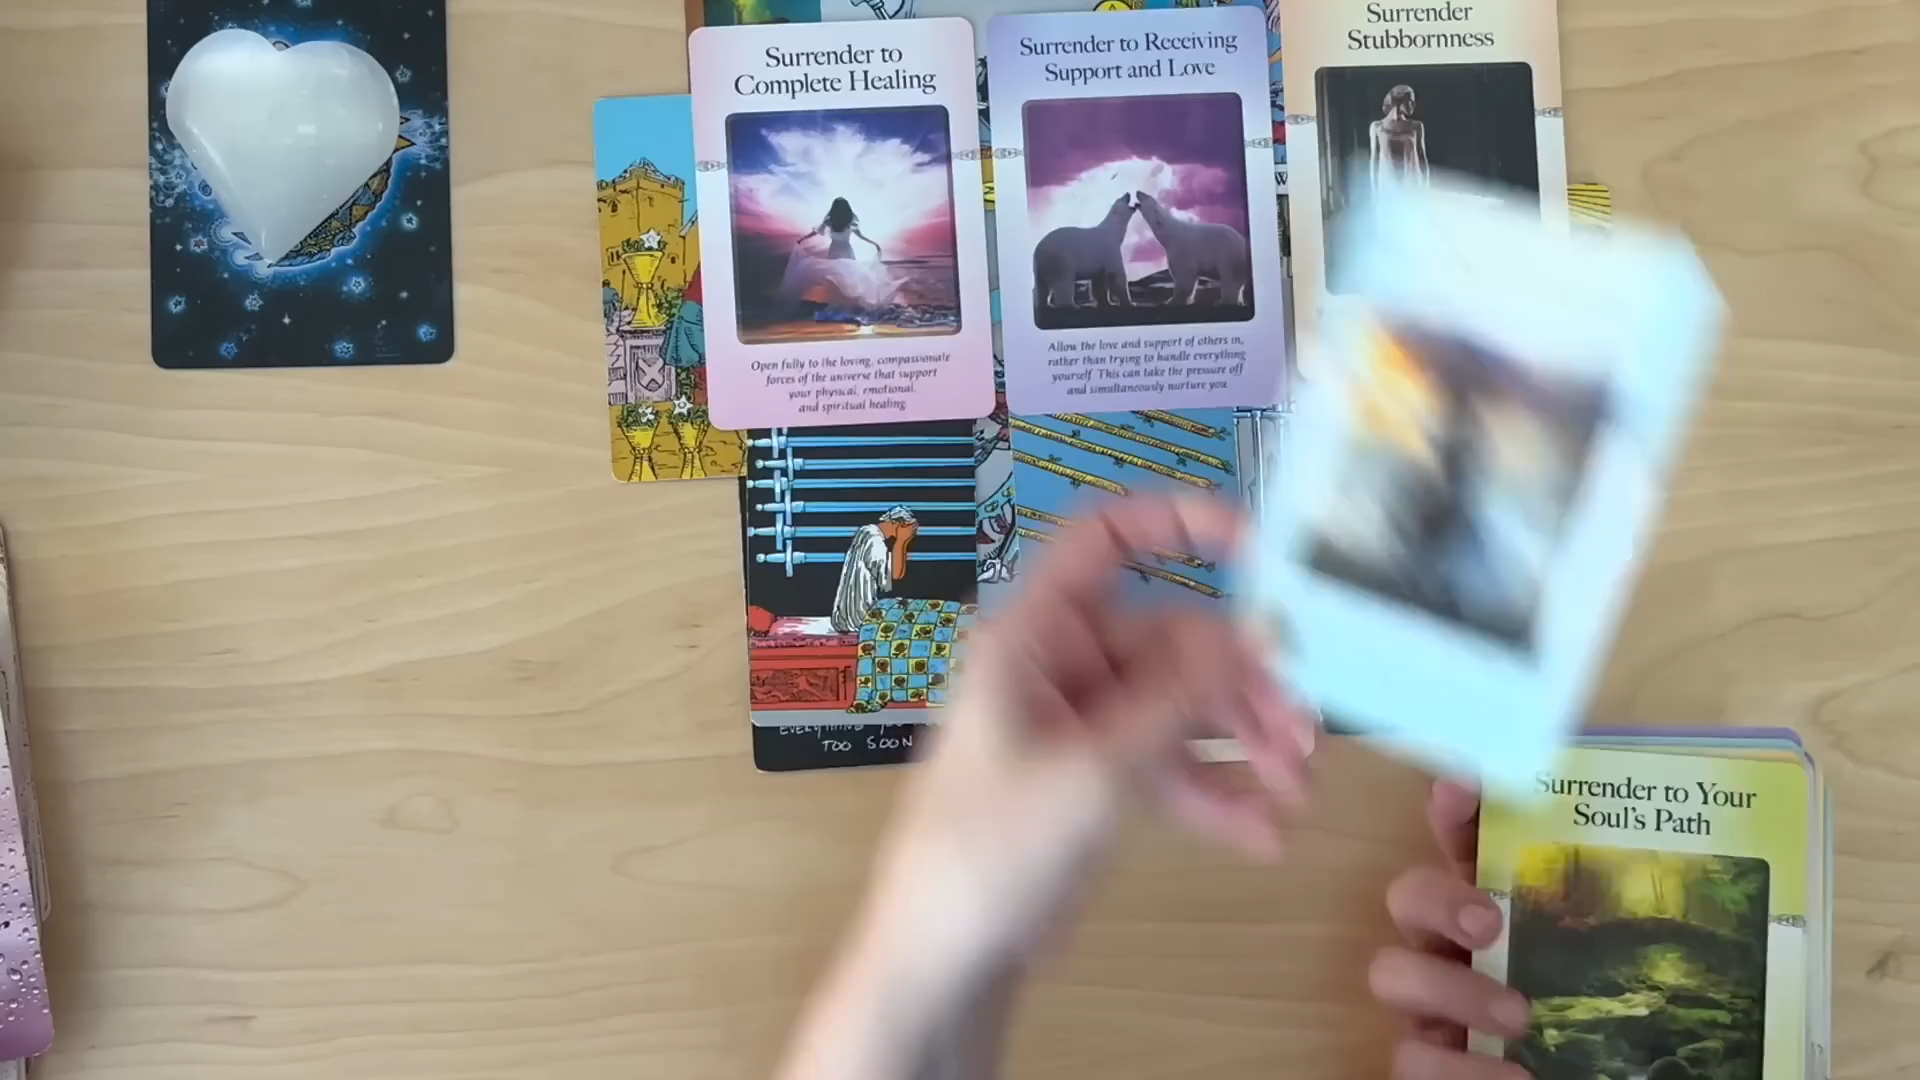 Surrender to
Complete Healing
Open fully to the loving, compassionate
forces of the universe that support
your physical, emotional,
and spiritual healing.
Surrender to Receiving
Support and Love
Allow the love and support of others in,
rather than trying to handle everything
yourself. This can take the pressure off
and simultaneously nurture you.
Surrender
Stubbornness
W
TOO SOON
Surrender to Your
Soul's Path